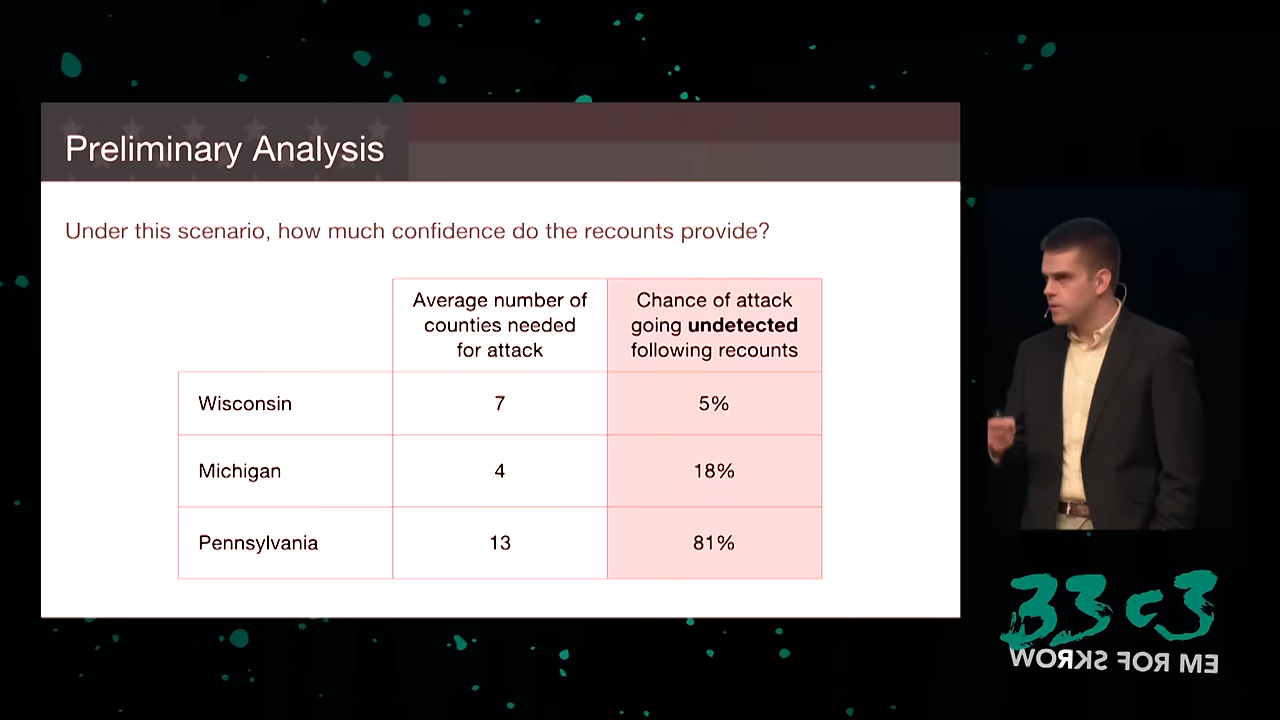 Preliminary Analysis
Under this scenario, how much confidence do the recounts provide?
Average number of
counties needed
for attack
Chance of attack
going undetected
following recounts
Wisconsin
7
5%
Michigan
4
18%
Pennsylvania
13
81%
33c3
WORKS FOR ME